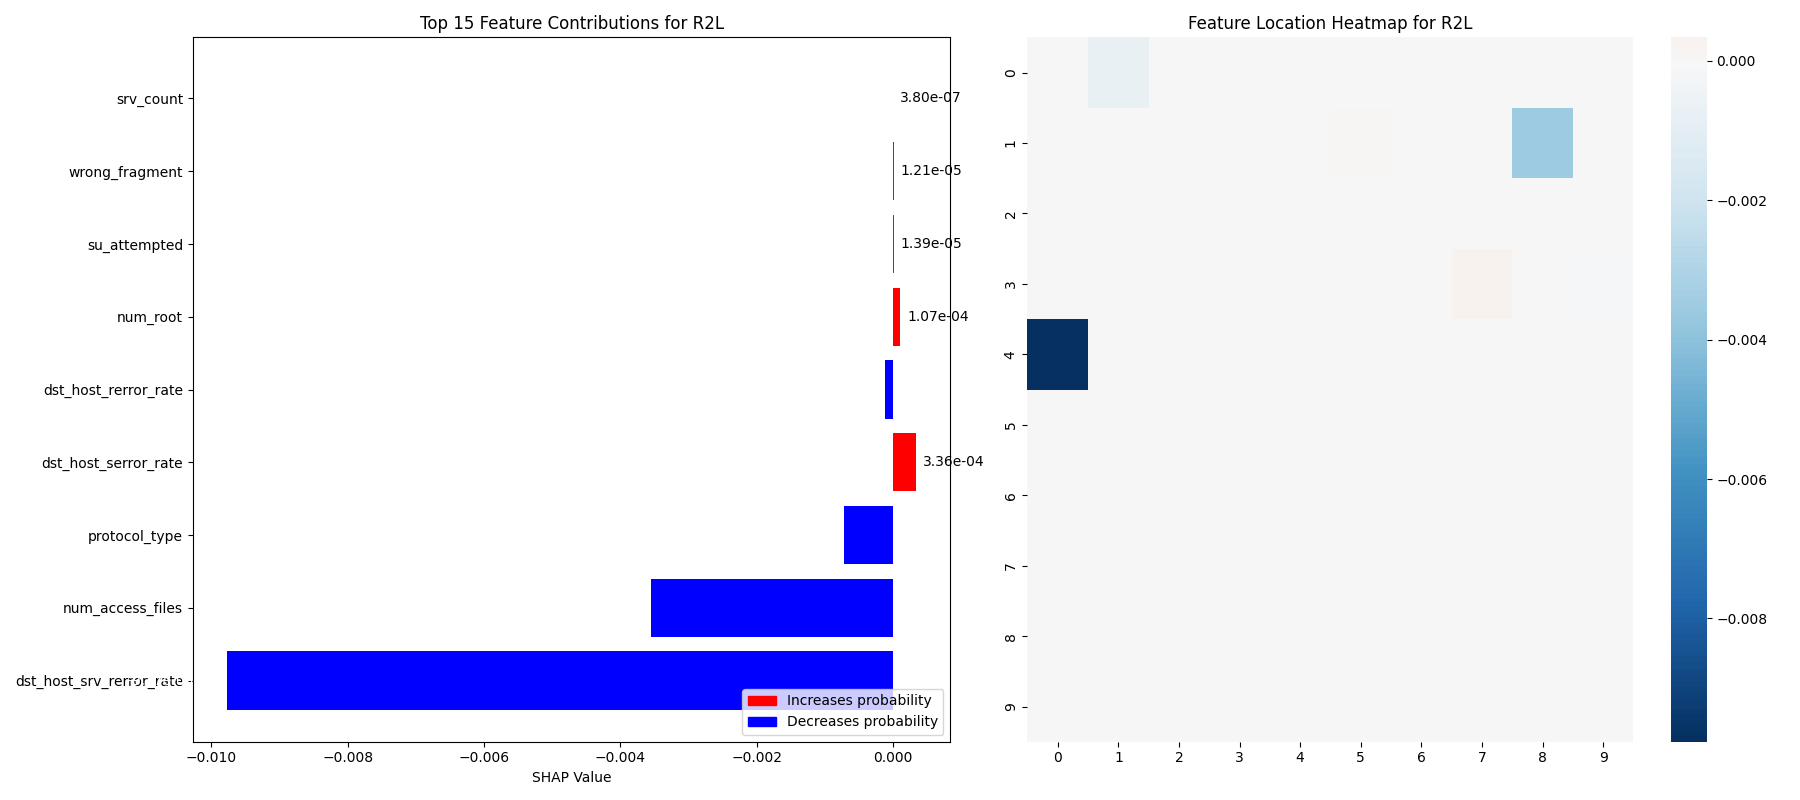 Top 15 Feature Contributions for R2L
srv_count
3.80e-07
wrong_fragment
1.21e-05
su_attempted
1.39e-05
num_root
1.07e-04
dst_host_rerror_rate
dst_host_serror_rate
3.36e-04
protocol_type
num_access_files
dst_host_srv_rerror_rate
Increases probability
Decreases probability
−0.010
−0.008
−0.006
−0.004
−0.002
0.000
SHAP Value
Feature Location Heatmap for R2L
0
1
2
3
4
5
6
7
8
9
0
1
2
3
4
5
6
7
8
9
0.000
−0.002
−0.004
−0.006
−0.008